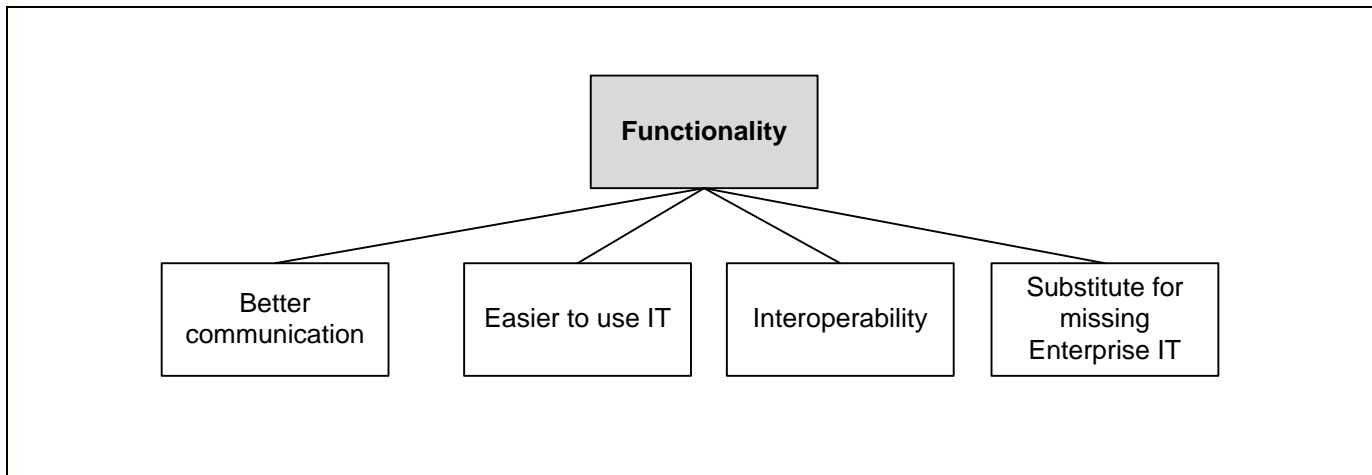 Functionality
Better
communication
Easier to use IT
Interoperability
Substitute for
missing
Enterprise IT